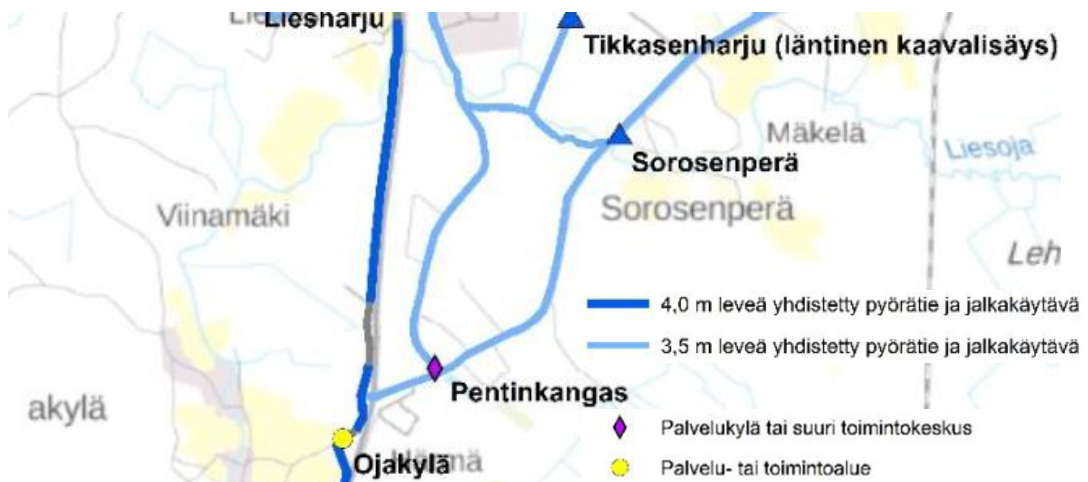 Liesharju
Tikkasenharju (läntinen kaavalisäys)
Mäkelä
Liesoja
Sorosenperä
Viinamäki
Sorosenperä
Leh
4,0 m leveä yhdistetty pyörätie ja jalkakäytävä
3,5 m leveä yhdistetty pyörätie ja jalkakäytävä
Pentinkangas
akylä
Palvelukylä tai suuri toimintokeskus
Ojakylä
Palvelu- tai toimintoalue